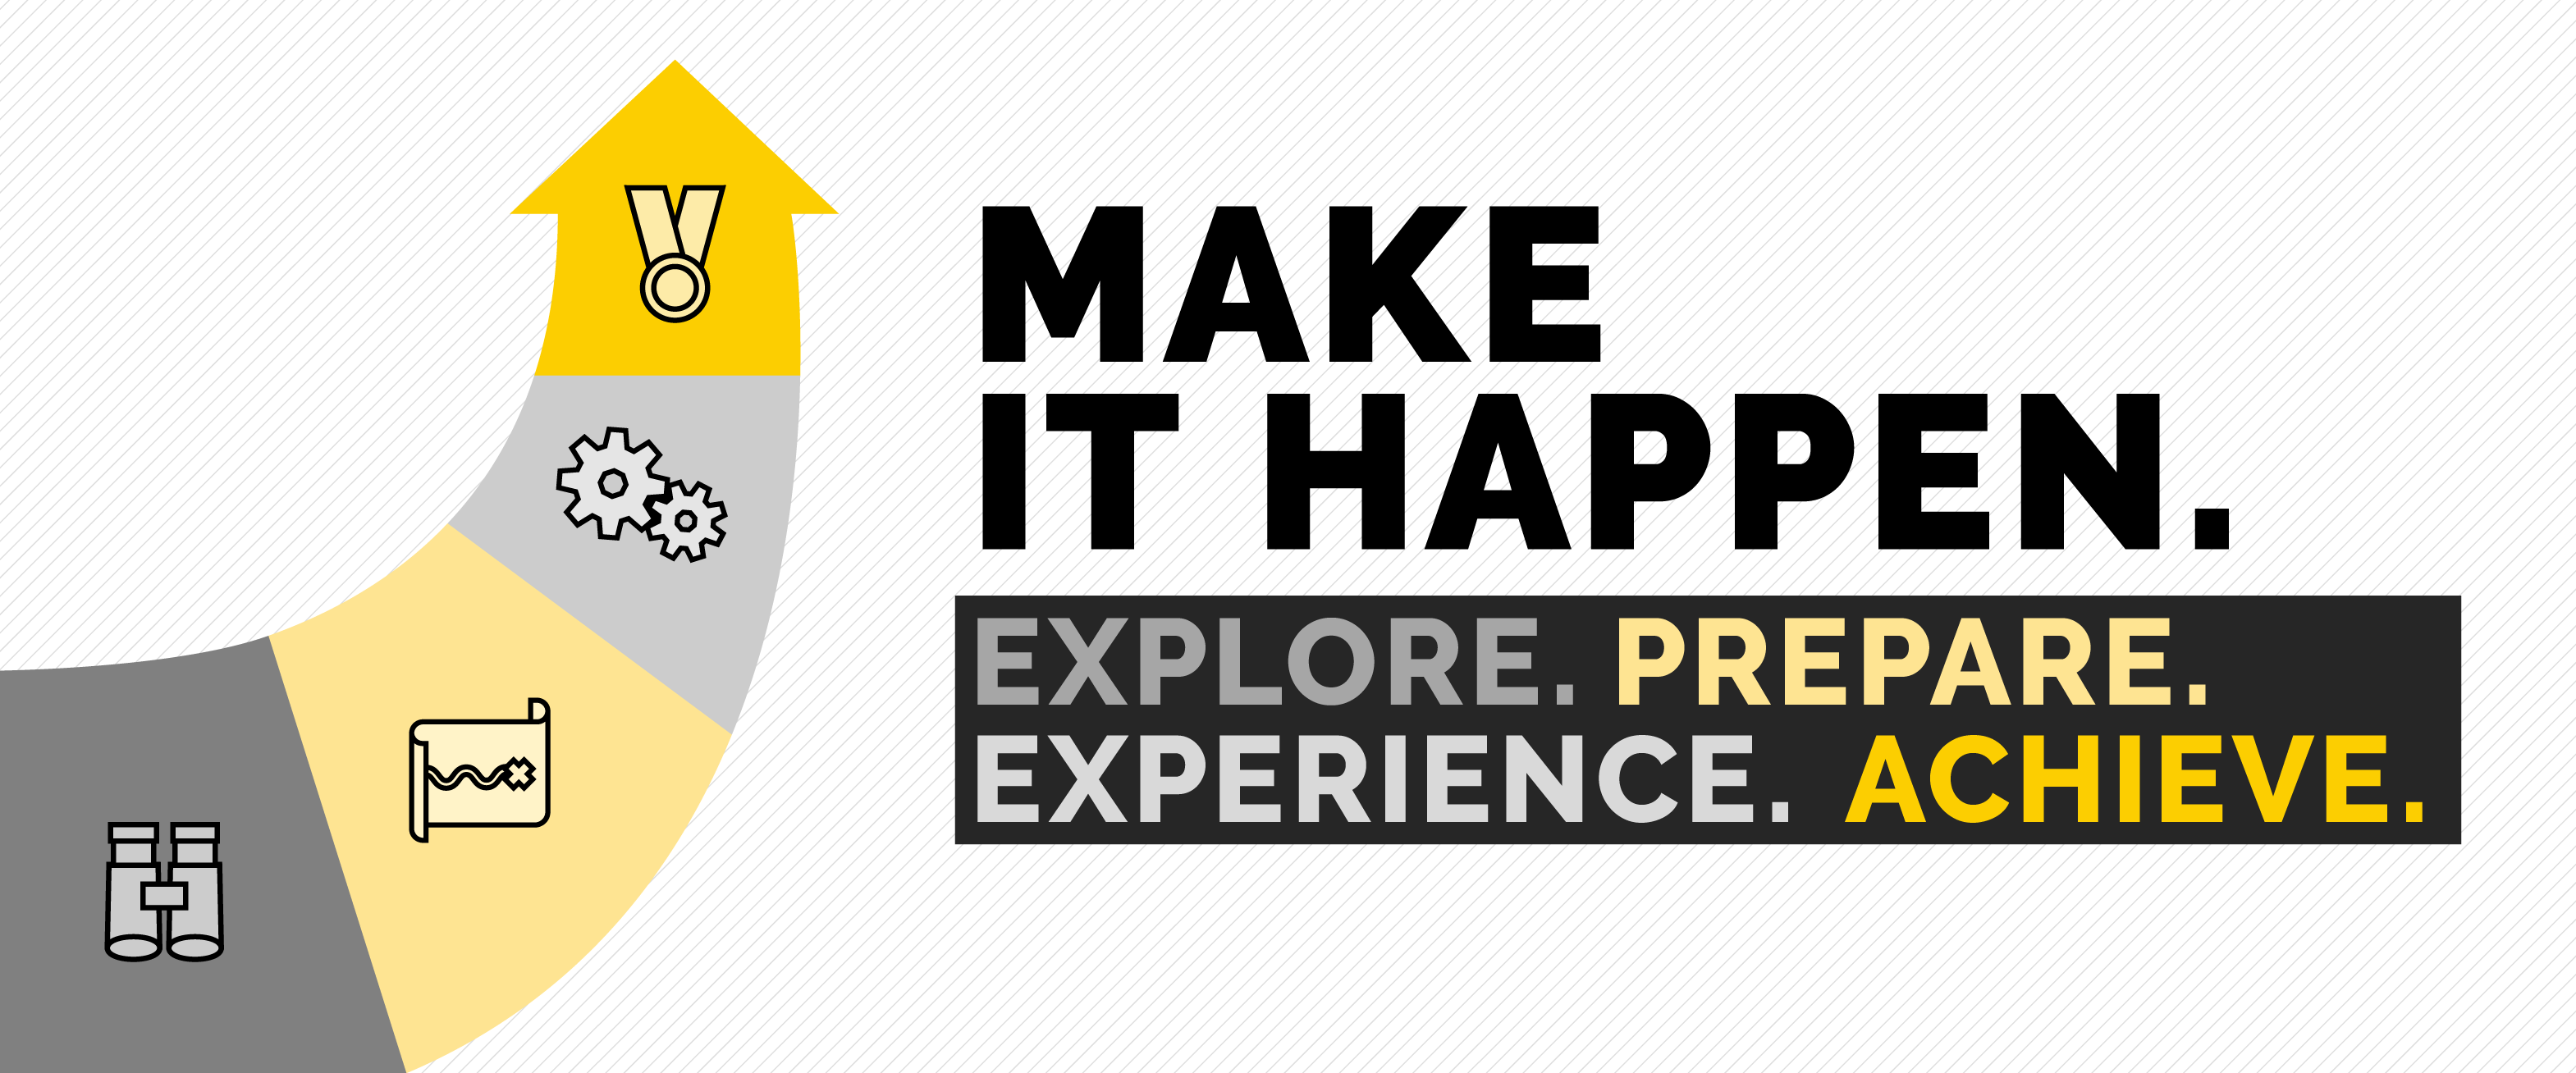 MAKE
IT HAPPEN.
EXPLORE. PREPARE.
EXPERIENCE. ACHIEVE.